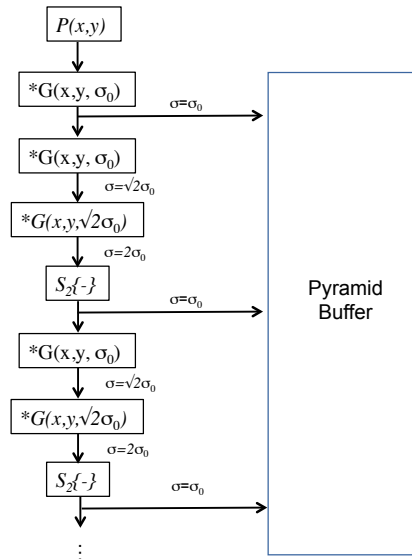 P(x,y)
*G(x,y, σ₀)
σ=σ₀
*G(x,y, σ₀)
σ=√2σ₀
*G(x,y,√2σ₀)
σ=2σ₀
S₂{-}
σ=σ₀
Pyramid
Buffer
*G(x,y, σ₀)
σ=√2σ₀
*G(x,y,√2σ₀)
σ=2σ₀
S₂{-}
σ=σ₀
⋮